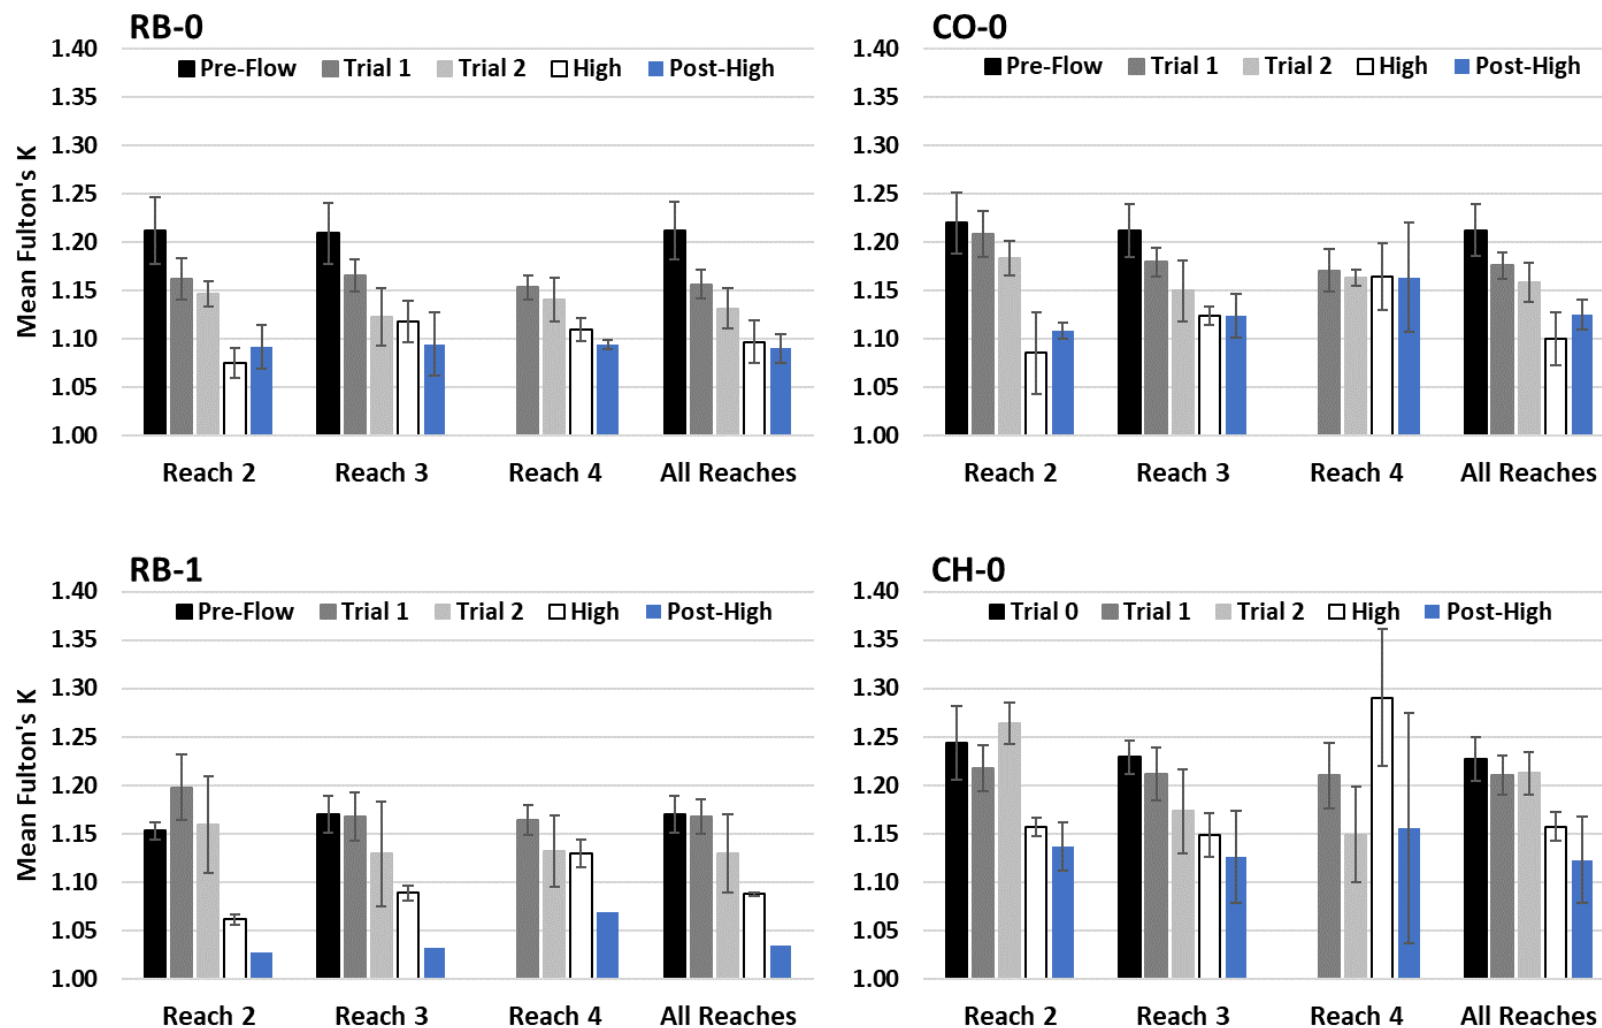 RB-0
1.40
Pre-Flow Trial 1 Trial 2 High Post-High
1.35
1.30
1.25
1.20
1.15
1.10
1.05
1.00
Mean Fulton's K
Reach 2 Reach 3 Reach 4 All Reaches
CO-0
1.40
Pre-Flow Trial 1 Trial 2 High Post-High
1.35
1.30
1.25
1.20
1.15
1.10
1.05
1.00
Reach 2 Reach 3 Reach 4 All Reaches
RB-1
1.40
Pre-Flow Trial 1 Trial 2 High Post-High
1.35
1.30
1.25
1.20
1.15
1.10
1.05
1.00
Mean Fulton's K
Reach 2 Reach 3 Reach 4 All Reaches
CH-0
1.40
Trial 0 Trial 1 Trial 2 High Post-High
1.35
1.30
1.25
1.20
1.15
1.10
1.05
1.00
Reach 2 Reach 3 Reach 4 All Reaches